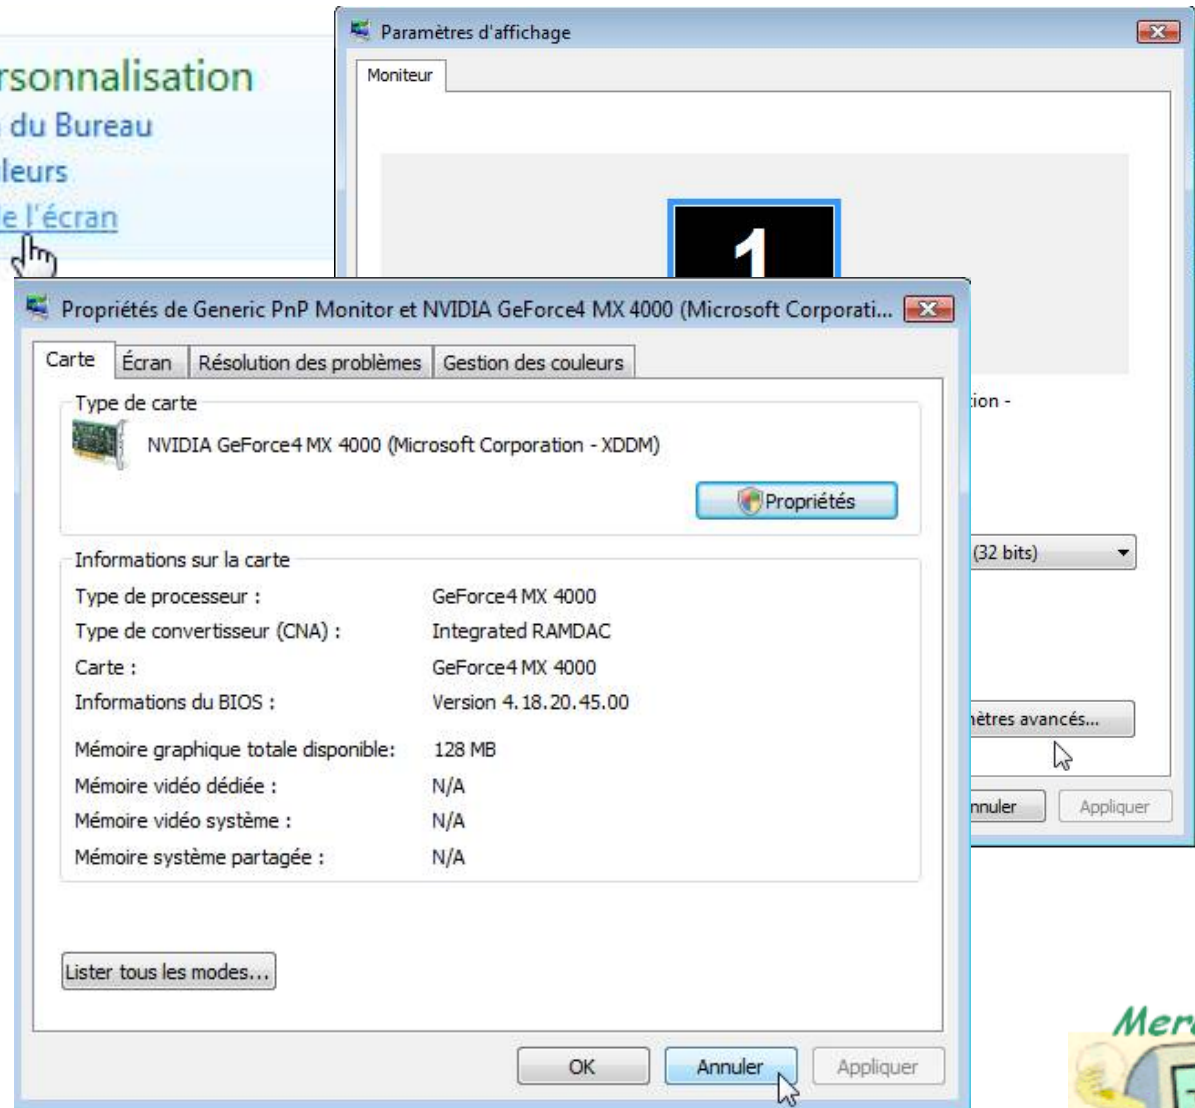 rsonnalisation
du Bureau
leurs
de l'écran
Paramètres d'affichage
Moniteur
1
Propriétés de Generic PnP Monitor et NVIDIA GeForce4 MX 4000 (Microsoft Corporati...
Carte Écran Résolution des problèmes Gestion des couleurs
Type de carte
NVIDIA GeForce4 MX 4000 (Microsoft Corporation - XDDM)
Propriétés
Informations sur la carte
Type de processeur : GeForce4 MX 4000
Type de convertisseur (CNA) : Integrated RAMDAC
Carte : GeForce4 MX 4000
Informations du BIOS : Version 4.18.20.45.00
Mémoire graphique totale disponible: 128 MB
Mémoire vidéo dédiée : N/A
Mémoire vidéo système : N/A
Mémoire système partagée : N/A
Lister tous les modes...
OK Annuler Appliquer
tion -
(32 bits)
mètres avancés...
nnuler Appliquer
Merc